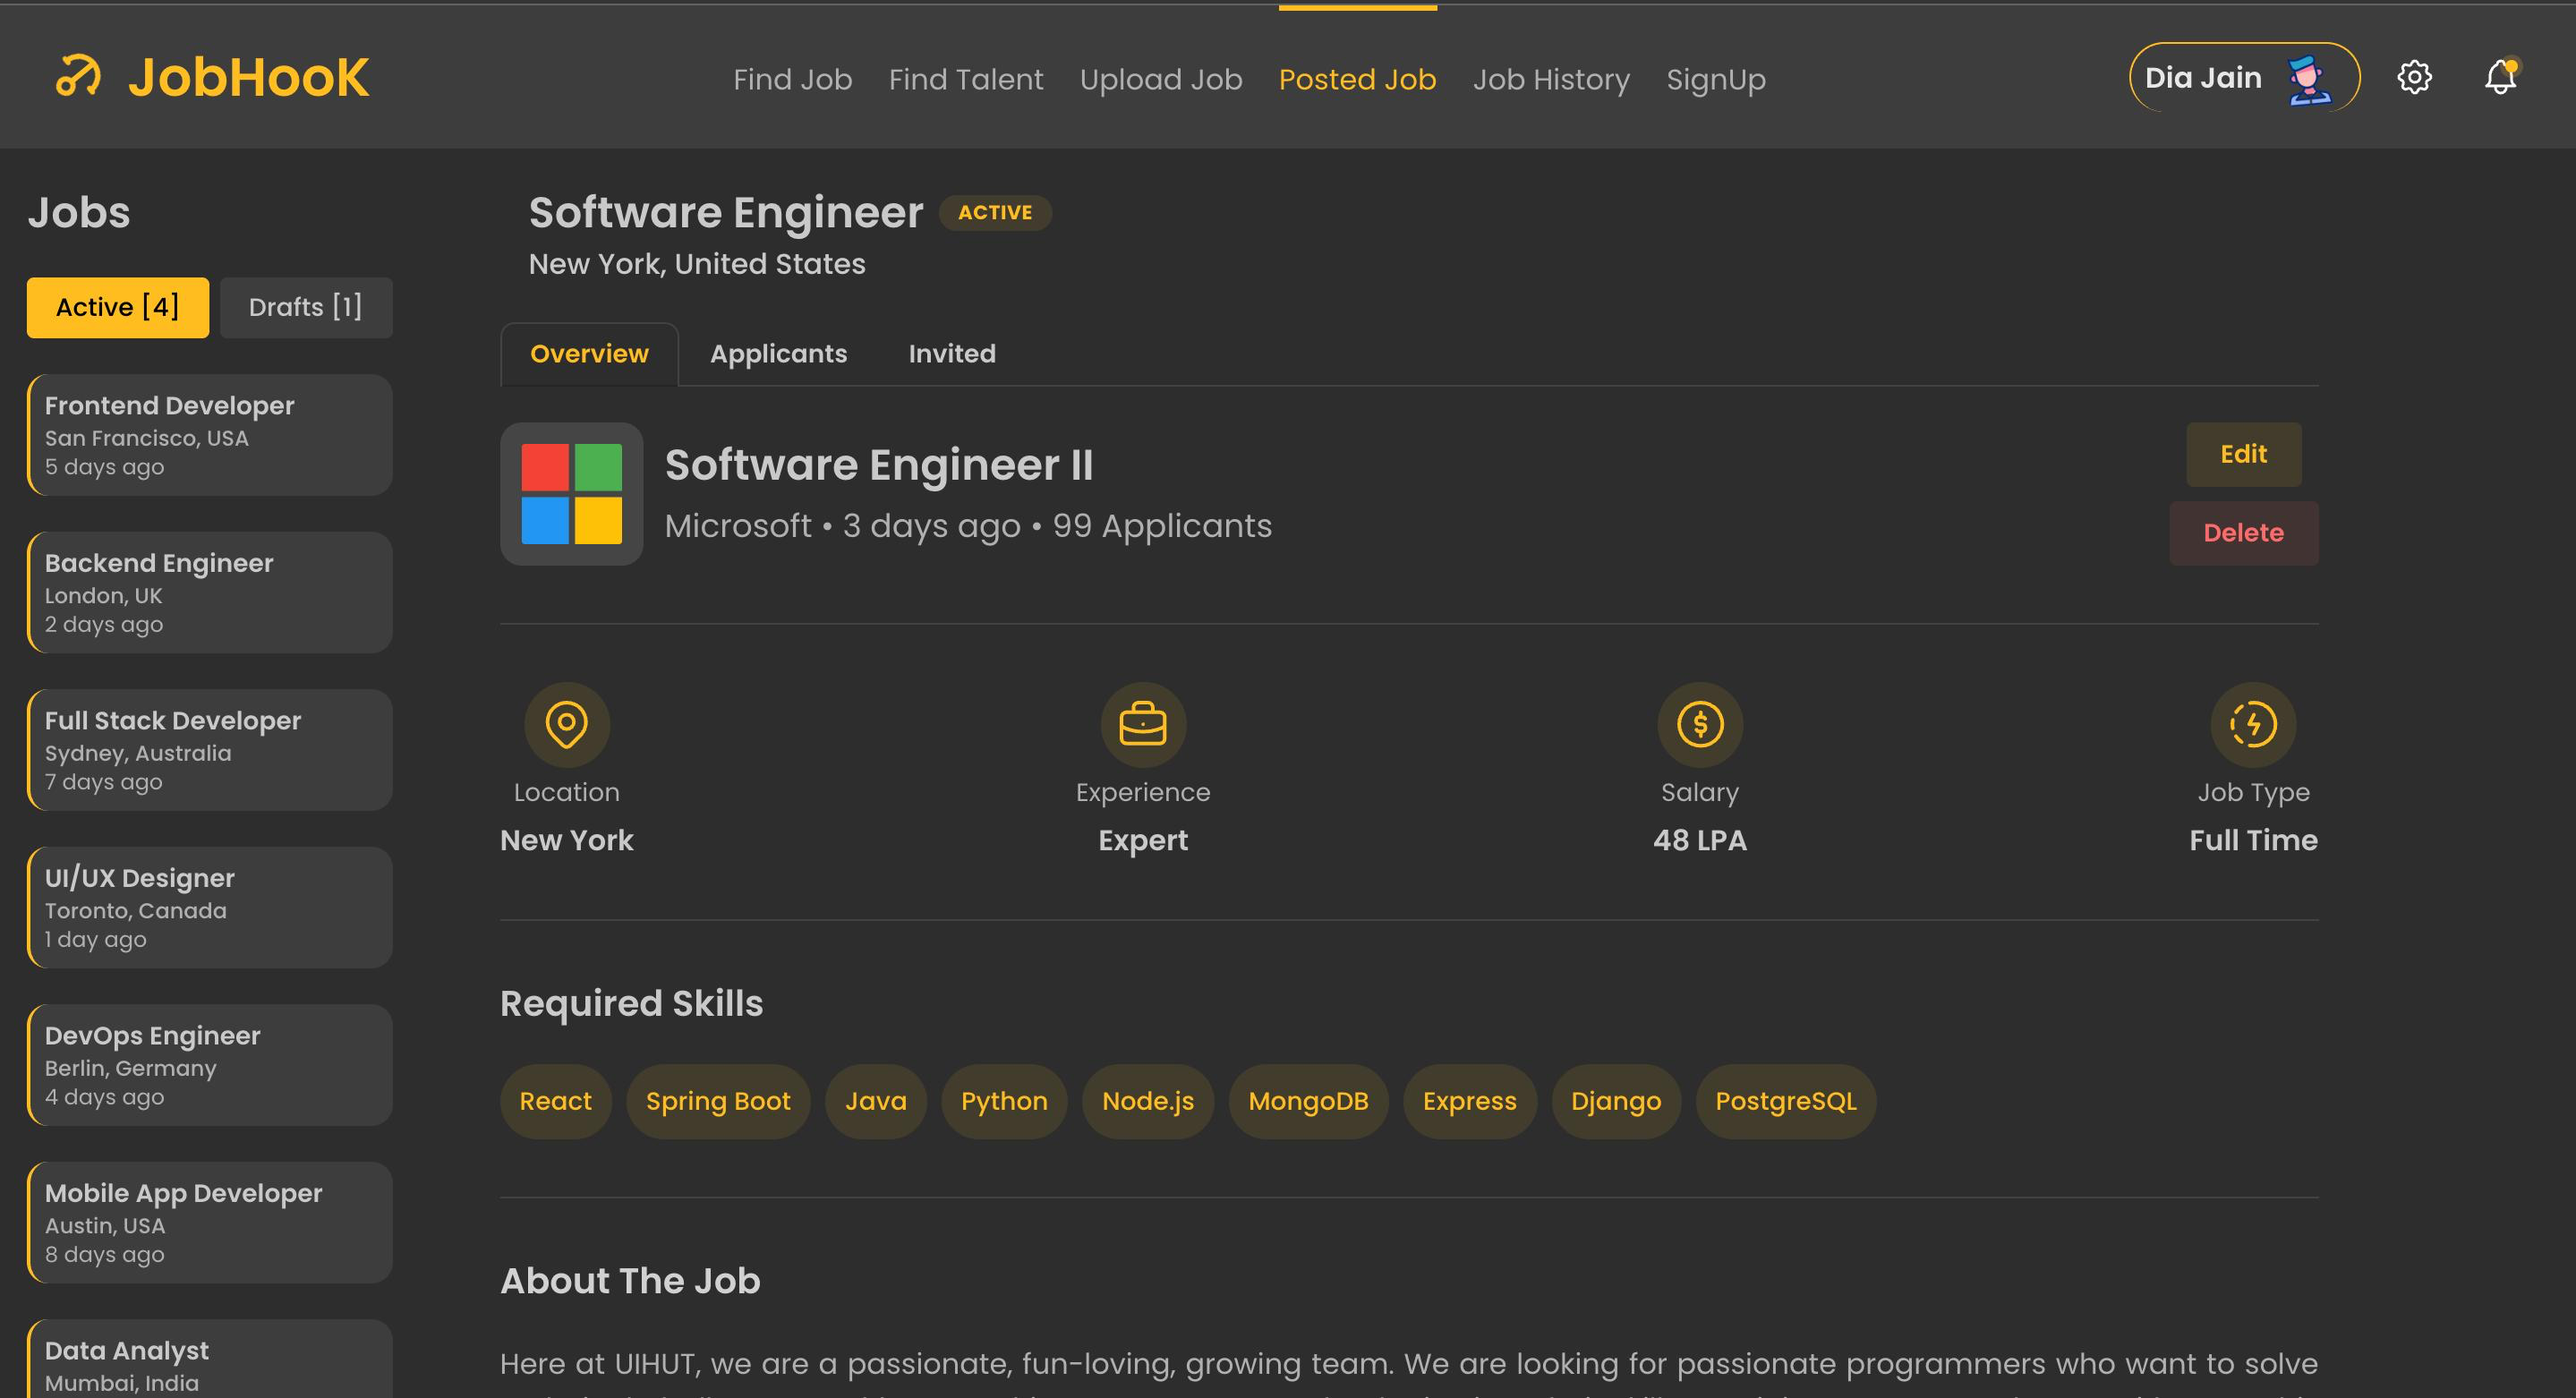 JobHooK
Find Job Find Talent Upload Job Posted Job Job History SignUp
Dia Jain
Jobs
Active [4] Drafts [1]
Frontend Developer
San Francisco, USA
5 days ago
Backend Engineer
London, UK
2 days ago
Full Stack Developer
Sydney, Australia
7 days ago
UI/UX Designer
Toronto, Canada
1 day ago
DevOps Engineer
Berlin, Germany
4 days ago
Mobile App Developer
Austin, USA
8 days ago
Data Analyst
Mumbai, India
Software Engineer ACTIVE
New York, United States
Overview Applicants Invited
Software Engineer II
Microsoft • 3 days ago • 99 Applicants
Edit
Delete
Location Experience Salary Job Type
New York Expert 48 LPA Full Time
Required Skills
React Spring Boot Java Python Node.js MongoDB Express Django PostgreSQL
About The Job
Here at UIHUT, we are a passionate, fun-loving, growing team. We are looking for passionate programmers who want to solve